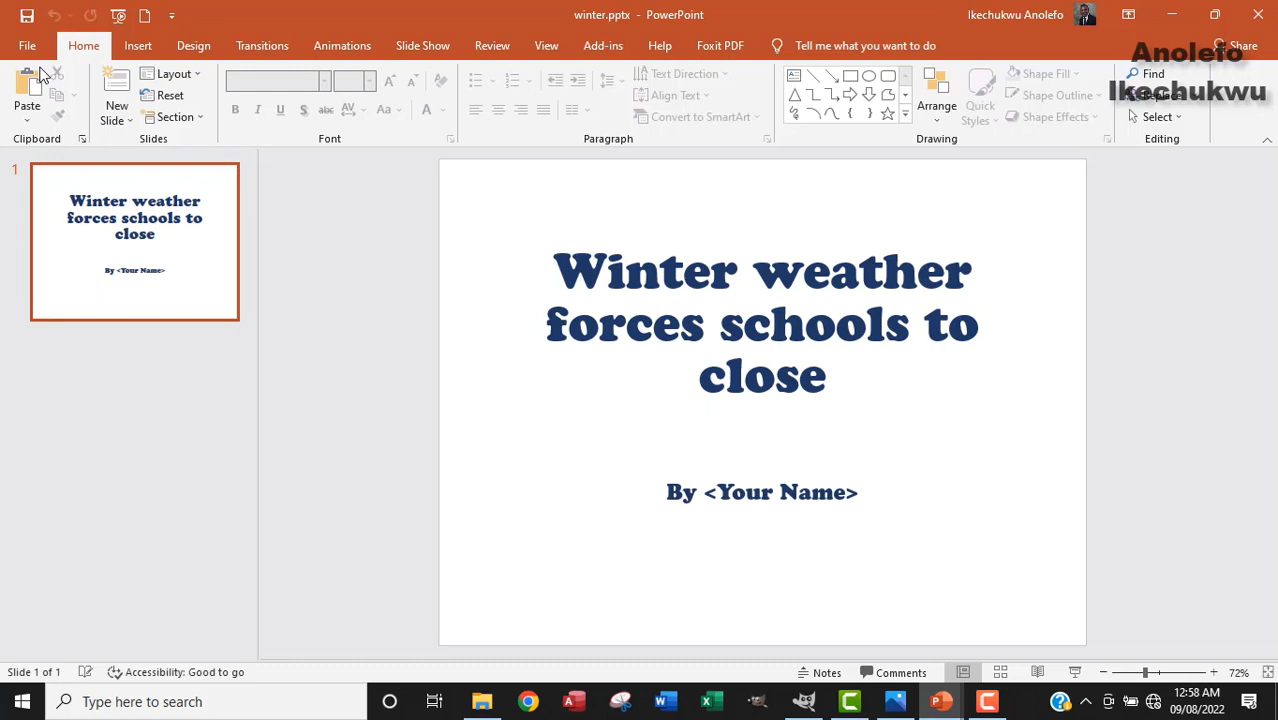 winter.pptx - PowerPoint
Ikechukwu Anolefo
File Home Insert Design Transitions Animations Slide Show Review View Add-ins Help Foxit PDF Tell me what you want to do Share
Anolefo
Ikechukwu
Paste
Clipboard
New
Slide
Layout
Reset
Section
Slides
B I U S abc AV Aa A
Font
Text Direction
Align Text
Convert to SmartArt
Paragraph
Arrange
Quick
Styles
Shape Fill
Shape Outline
Shape Effects
Drawing
Find
Select
Editing
1
Winter weather
forces schools to
close
By <Your Name>
Winter weather
forces schools to
close
By <Your Name>
Slide 1 of 1
Accessibility: Good to go
Notes
Comments
72%
Type here to search
12:58 AM
09/08/2022